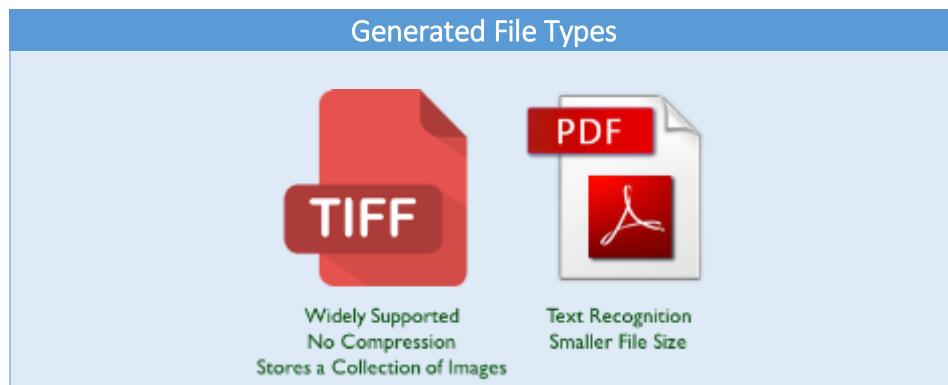 Generated File Types
TIFF
PDF
Widely Supported
No Compression
Stores a Collection of Images
Text Recognition
Smaller File Size